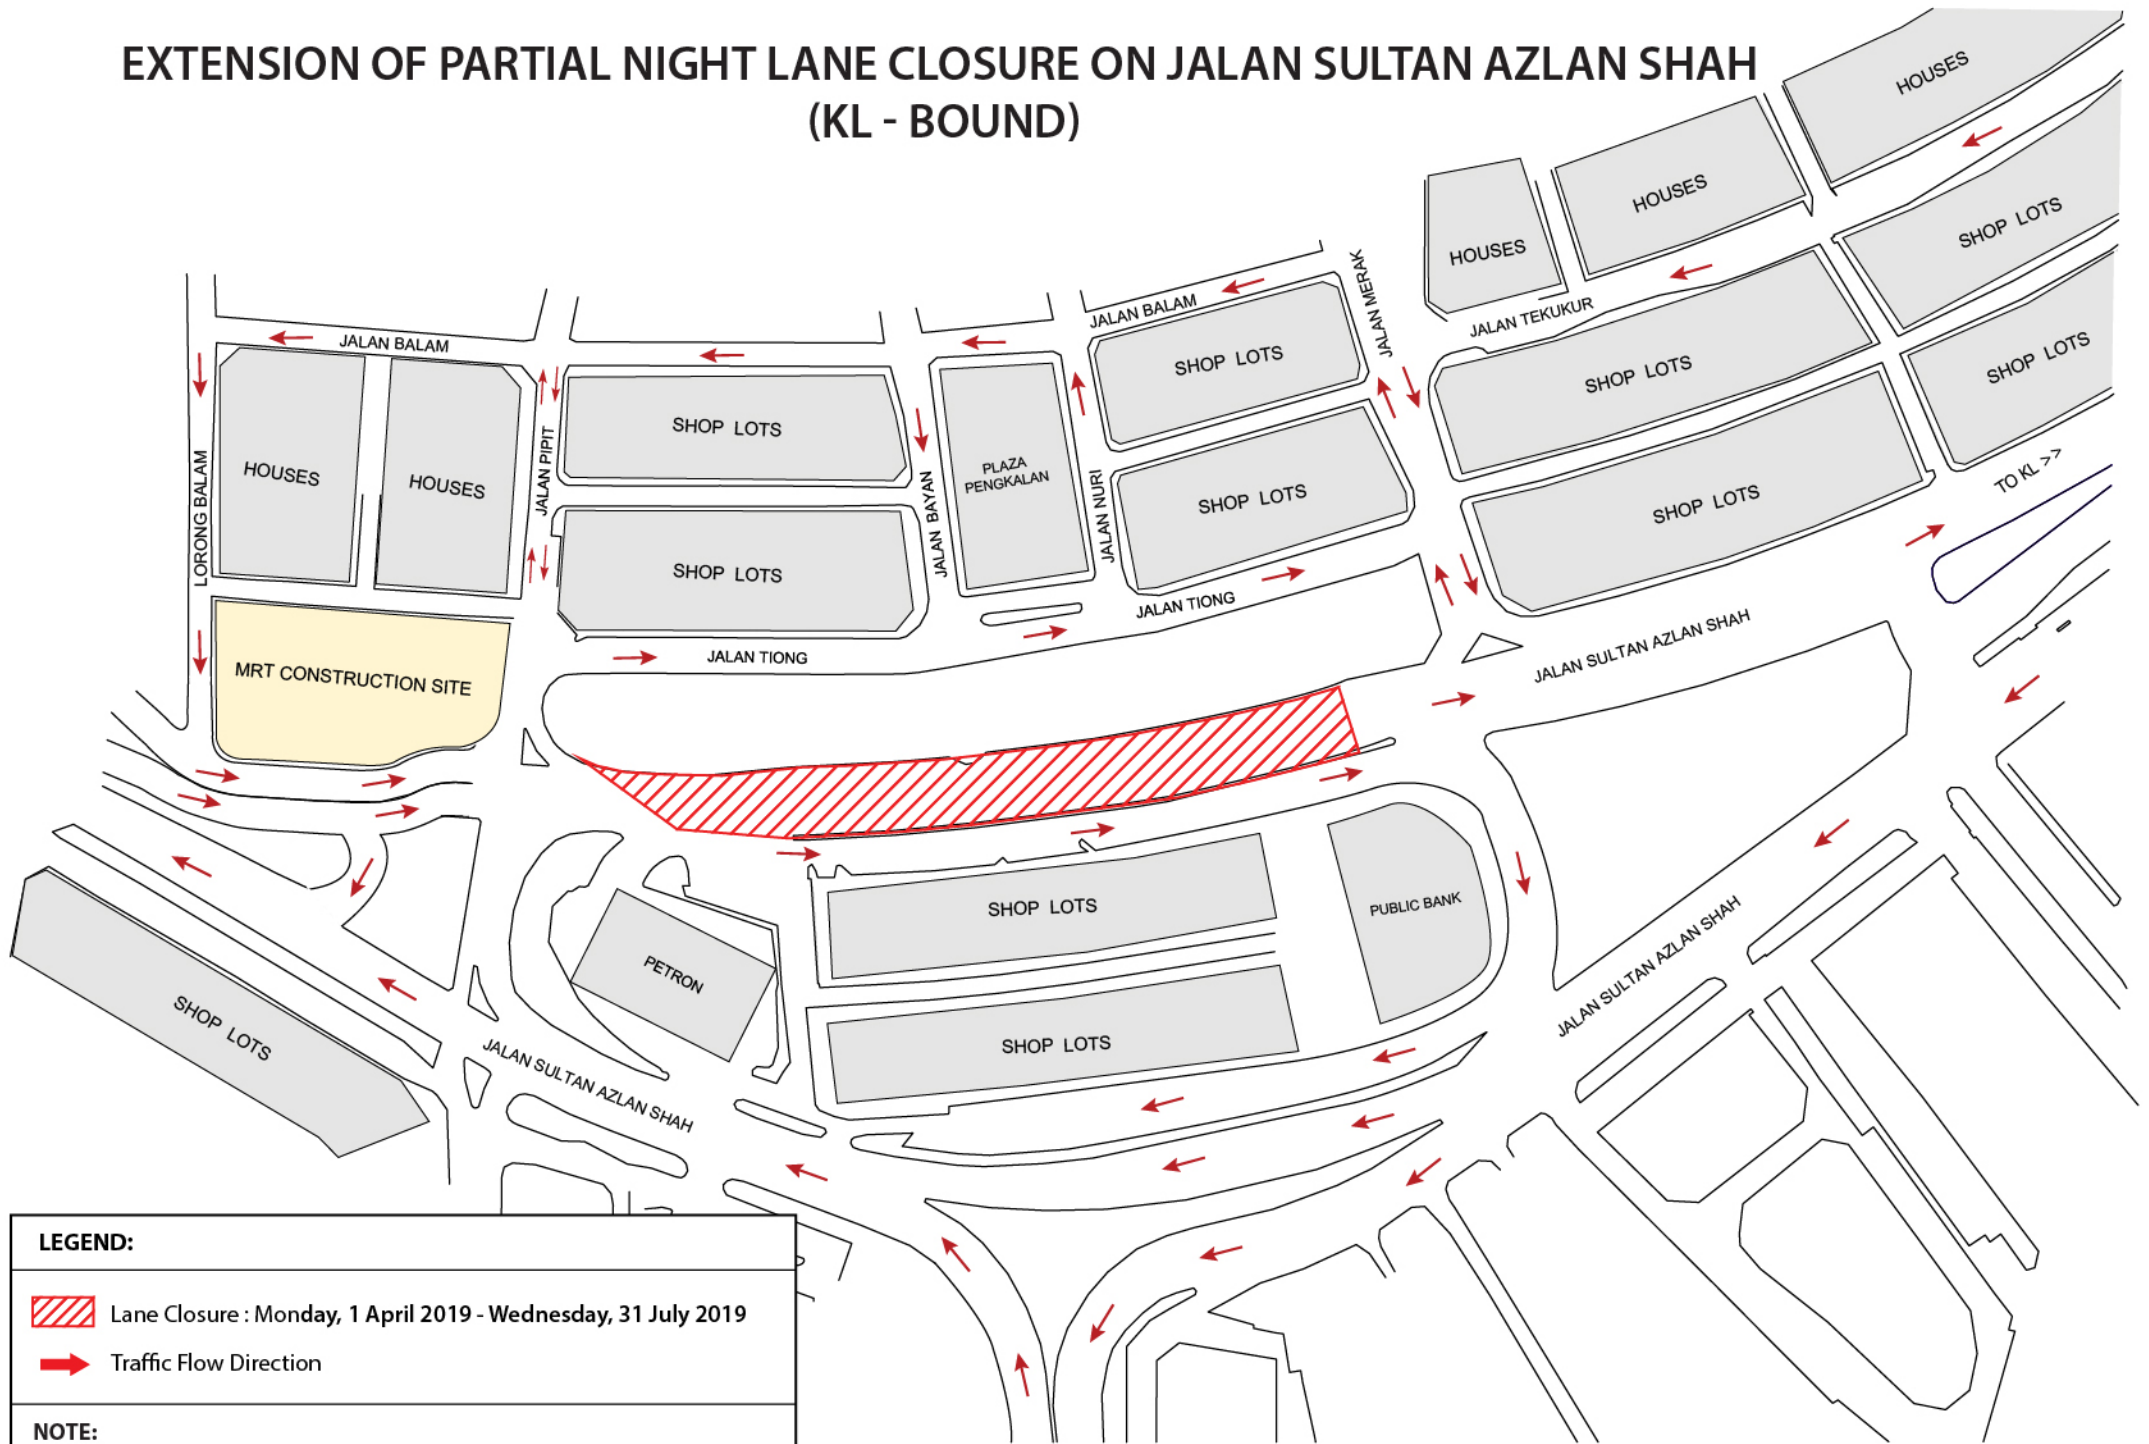 EXTENSION OF PARTIAL NIGHT LANE CLOSURE ON JALAN SULTAN AZLAN SHAH
(KL - BOUND)
HOUSES
HOUSES
HOUSES
SHOP LOTS
JALAN MERAK
JALAN TEKUKUR
JALAN BALAM
JALAN BALAM
SHOP LOTS
SHOP LOTS
SHOP LOTS
SHOP LOTS
HOUSES
HOUSES
LORONG BALAM
JALAN PIPIT
JALAN BAYAN
PLAZA
PENGKALAN
JALAN NURI
SHOP LOTS
SHOP LOTS
TO KL >>
SHOP LOTS
JALAN TIONG
JALAN TIONG
MRT CONSTRUCTION SITE
JALAN SULTAN AZLAN SHAH
SHOP LOTS
PUBLIC BANK
PETRON
JALAN SULTAN AZLAN SHAH
SHOP LOTS
SHOP LOTS
JALAN SULTAN AZLAN SHAH
LEGEND:
Lane Closure : Monday, 1 April 2019 - Wednesday, 31 July 2019
Traffic Flow Direction
NOTE: